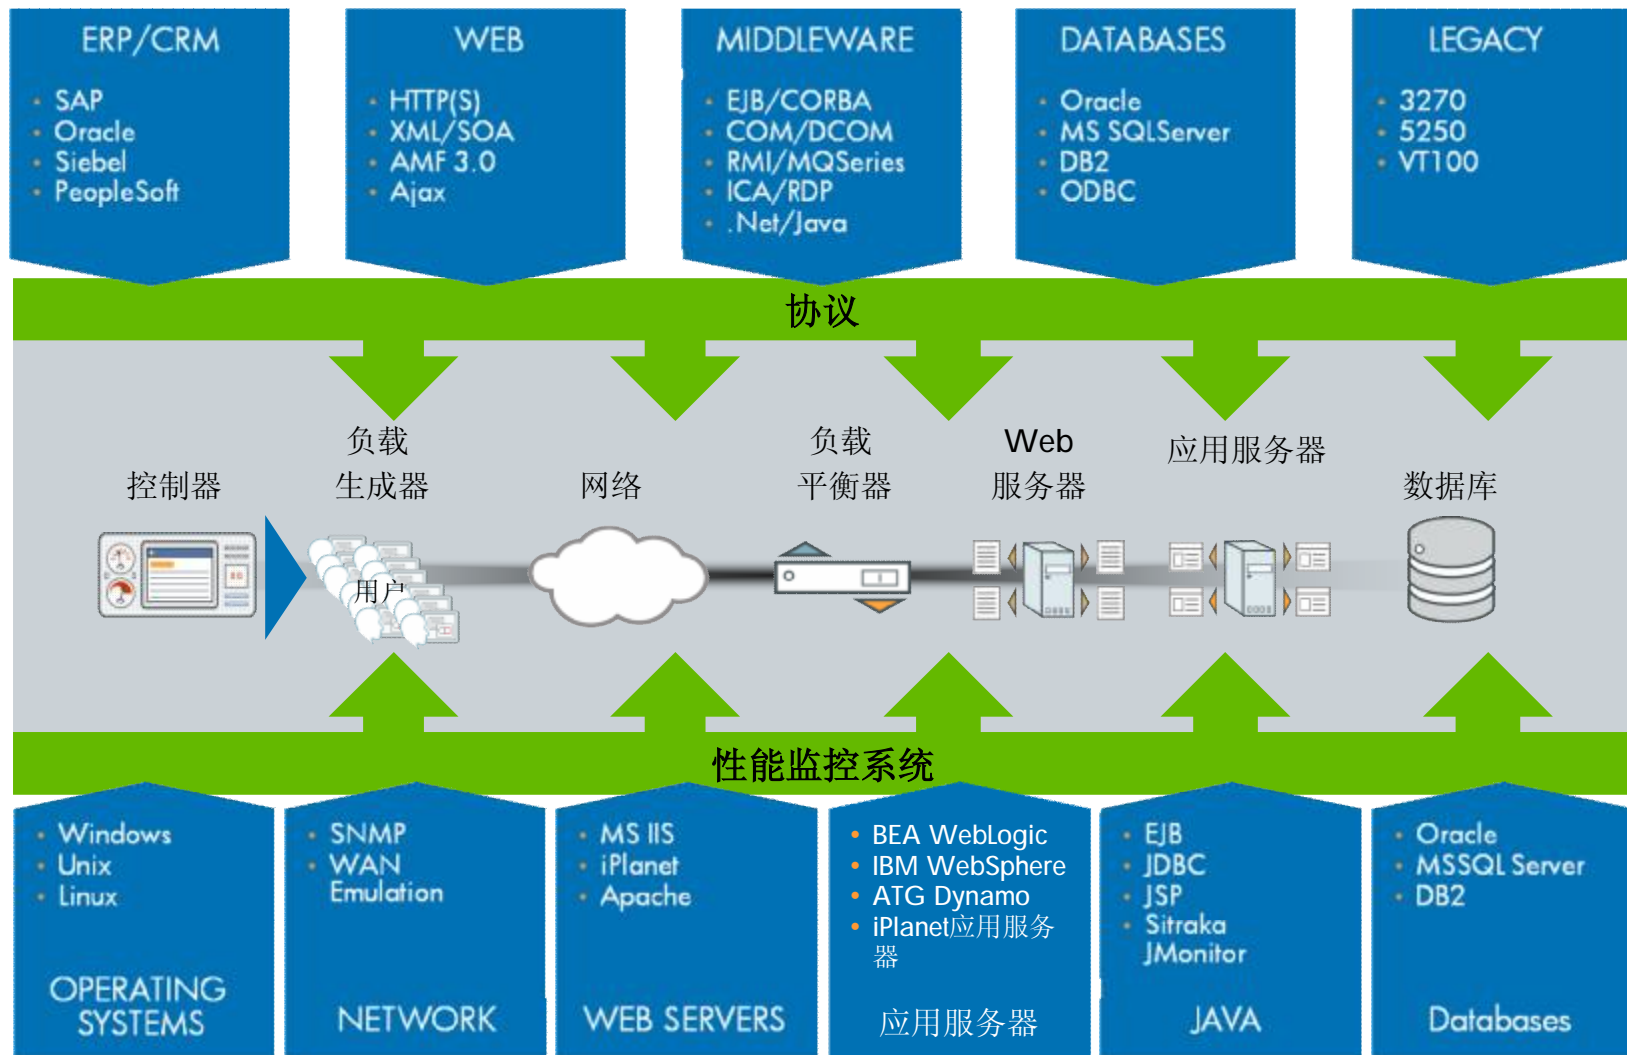 ERP/CRM
SAP
Oracle
Siebel
PeopleSoft
WEB
HTTP(S)
XML/SOA
AMF 3.0
Ajax
MIDDLEWARE
EJB/CORBA
COM/DCOM
RMI/MQSeries
ICA/RDP
.Net/Java
DATABASES
Oracle
MS SQLServer
DB2
ODBC
LEGACY
3270
5250
VT100
协议
控制器
负载
生成器
用户
网络
负载
平衡器
Web
服务器
应用服务器
数据库
性能监控系统
Windows
Unix
Linux
OPERATING
SYSTEMS
SNMP
WAN
Emulation
NETWORK
MS IIS
iPlanet
Apache
WEB SERVERS
BEA WebLogic
IBM WebSphere
ATG Dynamo
iPlanet应用服务
器
应用服务器
EJB
JDBC
JSP
Sitraka
JMonitor
JAVA
Oracle
MSSQL Server
DB2
Databases